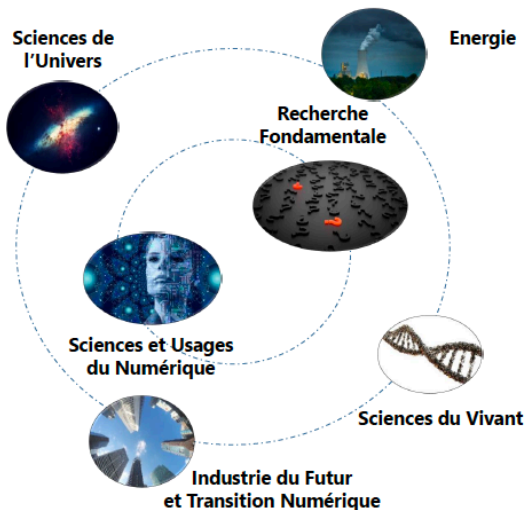 Sciences de
l'Univers
Energie
Recherche
Fondamentale
Sciences et Usages
du Numérique
Sciences du Vivant
Industrie du Futur
et Transition Numérique